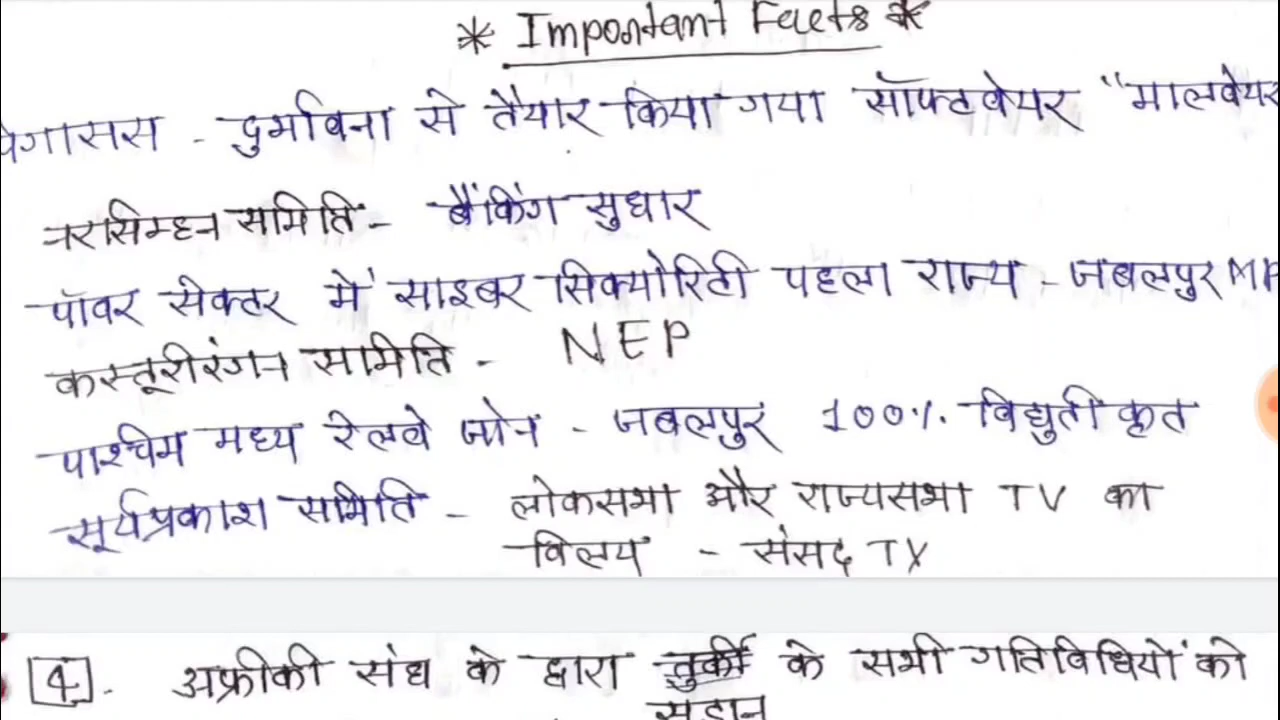 * Important Facts *
पेगासस - दुर्भावना से तैयार किया गया सॉफ्टवेयर "मालवेयर
नरसिम्हन समिति - बैंकिंग सुधार
पॉवर सेक्टर में साइबर सिक्योरिटी पहला राज्य - जबलपुर MP
कस्तूरीरंगन समिति - NEP
पश्चिम मध्य रेलवे जोन - जबलपुर 100% विद्युतीकृत
सूर्यप्रकाश समिति - लोकसभा और राज्यसभा TV का
विलय - संसद TV
4. अफ्रीकी संघ के द्वारा तुर्की के सभी गतिविधियों को
सूडान